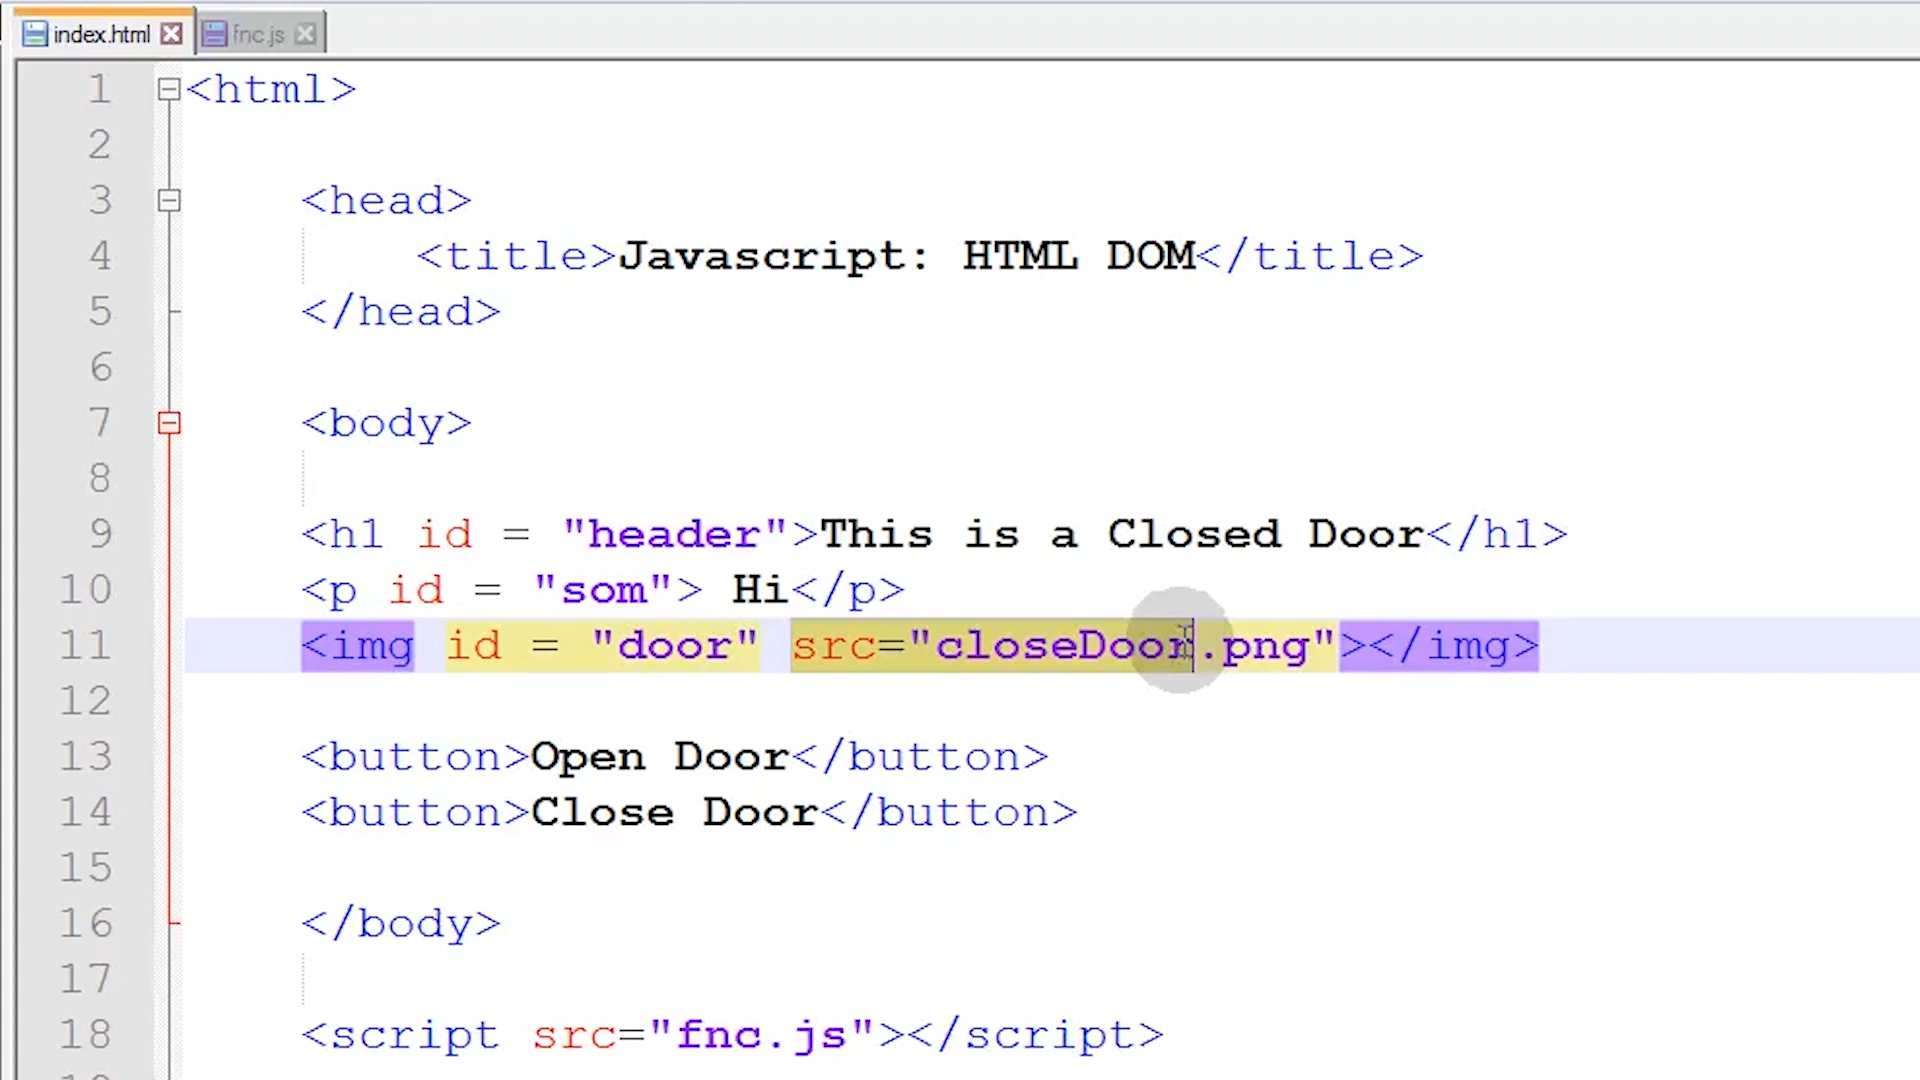 index.html fnc.js
1 <html>
2
3 <head>
4 <title>Javascript: HTML DOM</title>
5 </head>
6
7 <body>
8
9 <h1 id = "header">This is a Closed Door</h1>
10 <p id = "som"> Hi</p>
11 <img id = "door" src="closeDoor.png"></img>
12
13 <button>Open Door</button>
14 <button>Close Door</button>
15
16 </body>
17
18 <script src="fnc.js"></script>